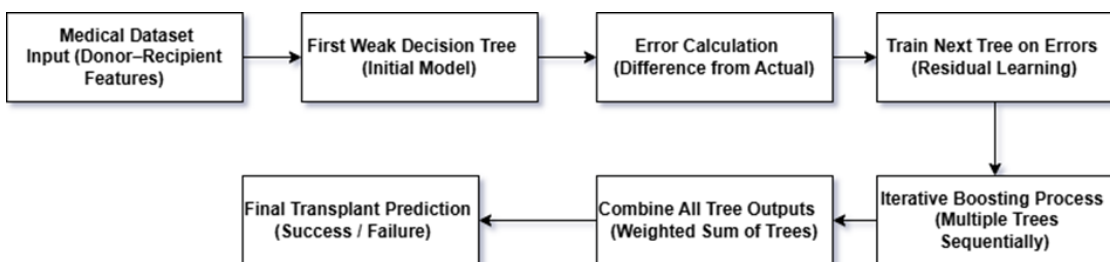 Medical Dataset
Input (Donor–Recipient
Features)
First Weak Decision Tree
(Initial Model)
Error Calculation
(Difference from Actual)
Train Next Tree on Errors
(Residual Learning)
Iterative Boosting Process
(Multiple Trees
Sequentially)
Combine All Tree Outputs
(Weighted Sum of Trees)
Final Transplant Prediction
(Success / Failure)